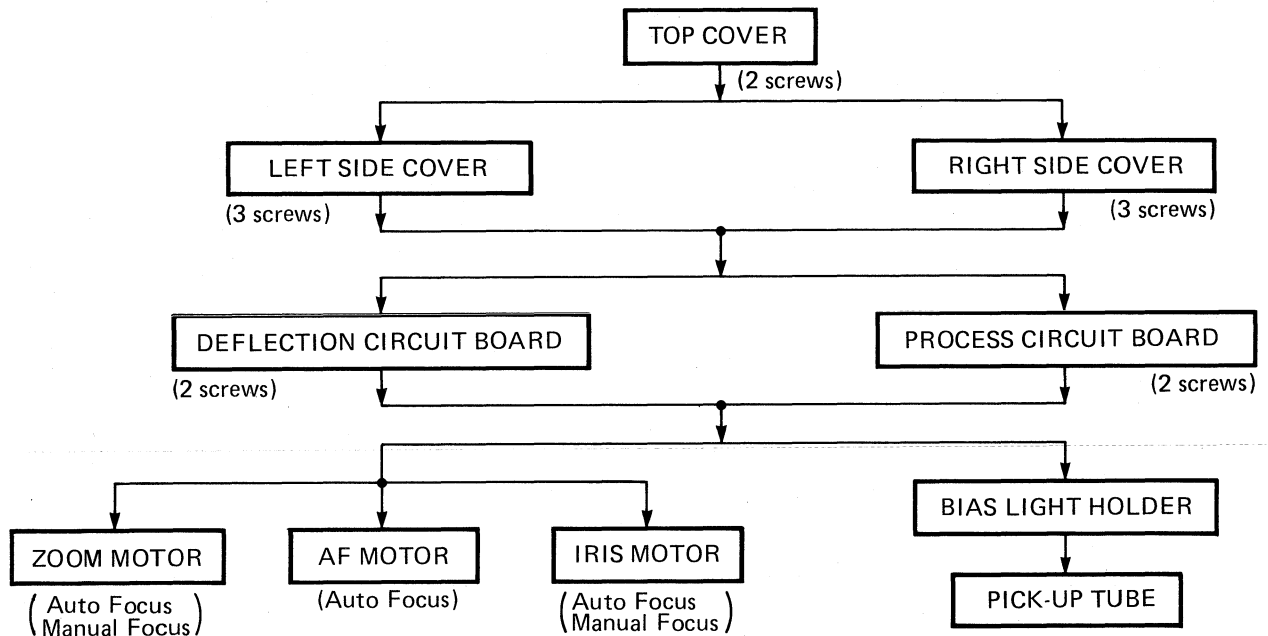 TOP COVER
(2 screws)
LEFT SIDE COVER
RIGHT SIDE COVER
(3 screws)
(3 screws)
DEFLECTION CIRCUIT BOARD
PROCESS CIRCUIT BOARD
(2 screws)
(2 screws)
BIAS LIGHT HOLDER
ZOOM MOTOR
AF MOTOR
IRIS MOTOR
(Auto Focus
Manual Focus)
(Auto Focus)
(Auto Focus
Manual Focus)
PICK-UP TUBE